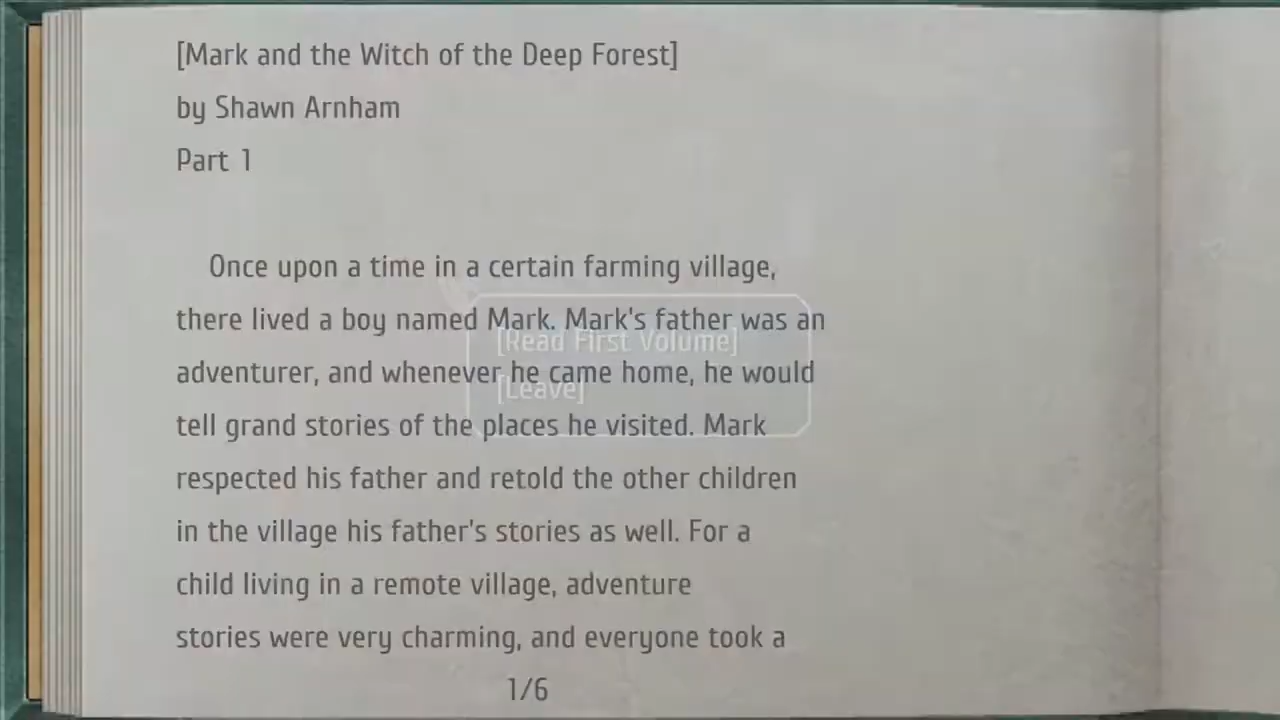 [Mark and the Witch of the Deep Forest]
by Shawn Arnham
Part 1
Once upon a time in a certain farming village,
there lived a boy named Mark. Mark's father was an
[Read First Volume]
adventurer, and whenever he came home, he would
[Leave]
tell grand stories of the places he visited. Mark
respected his father and retold the other children
in the village his father's stories as well. For a
child living in a remote village, adventure
stories were very charming, and everyone took a
1/6